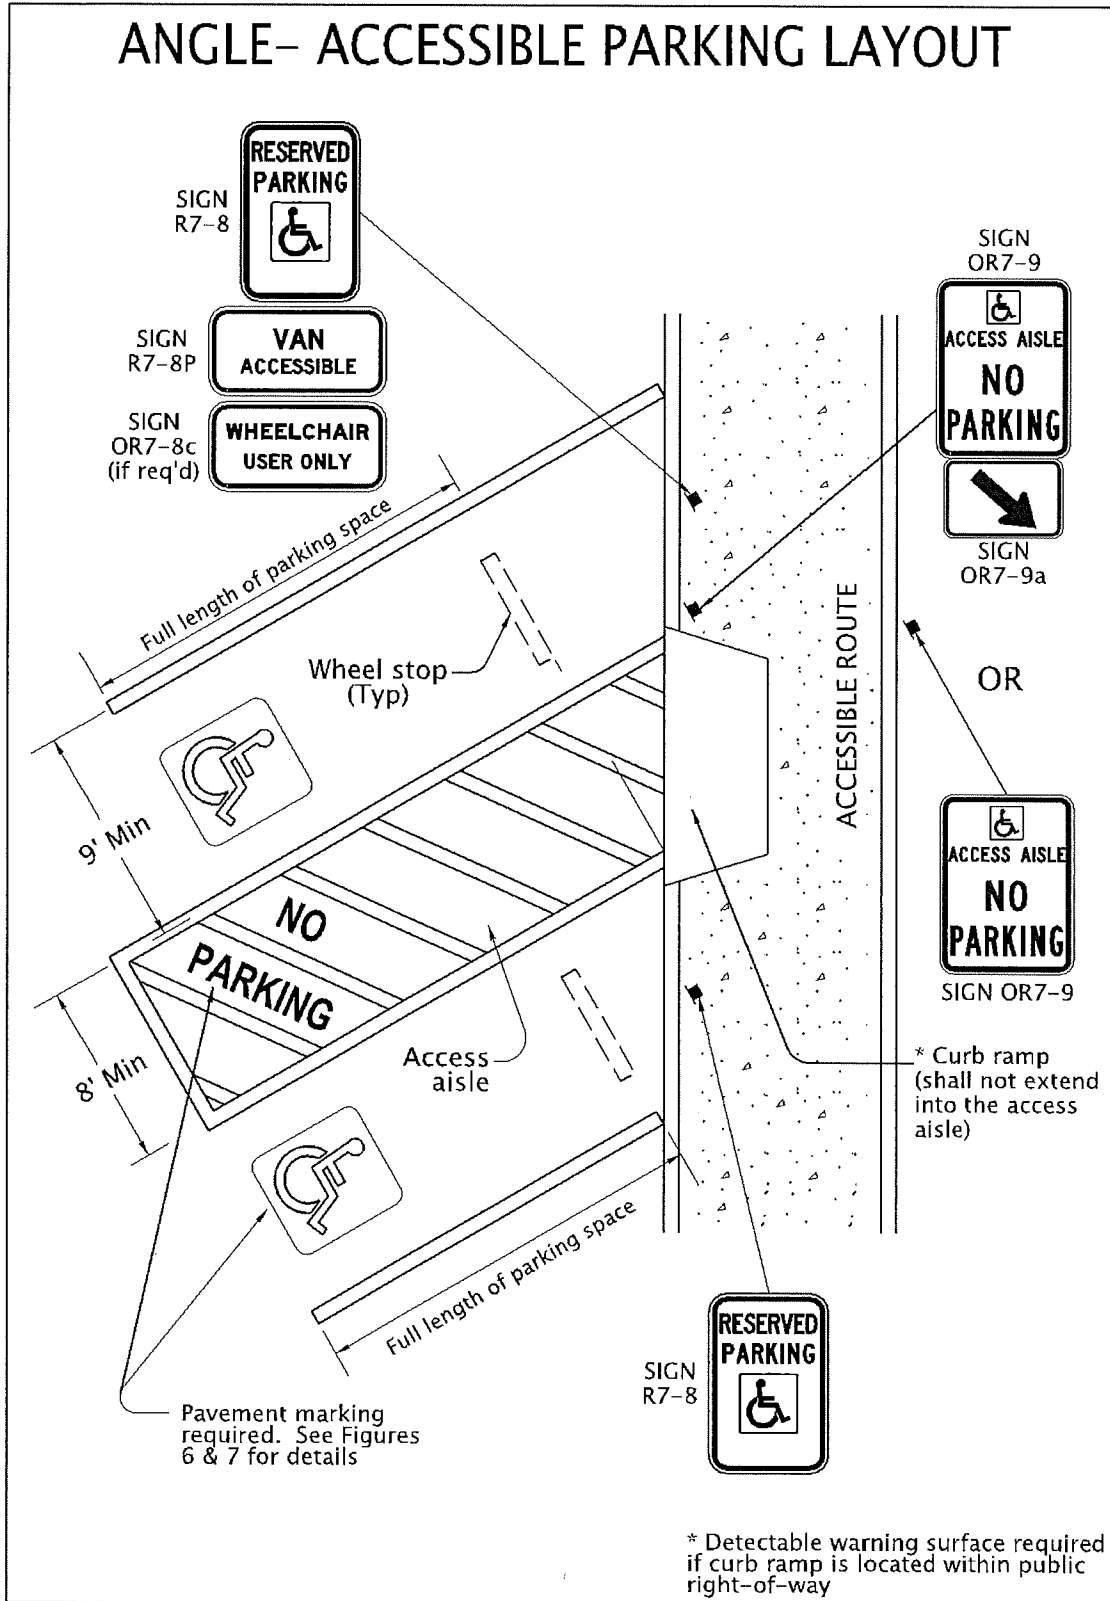 ANGLE- ACCESSIBLE PARKING LAYOUT
RESERVED
PARKING
SIGN
R7-8
SIGN
R7-8P
VAN
ACCESSIBLE
SIGN
OR7-8c
(if req'd)
WHEELCHAIR
USER ONLY
SIGN
OR7-9
ACCESS AISLE
NO
PARKING
SIGN
OR7-9a
Full length of parking space
Wheel stop
(Typ)
ACCESSIBLE ROUTE
OR
9' Min
NO
PARKING
8' Min
Access
aisle
ACCESS AISLE
NO
PARKING
SIGN OR7-9
* Curb ramp
(shall not extend
into the access
aisle)
Full length of parking space
SIGN
R7-8
RESERVED
PARKING
Pavement marking
required. See Figures
6 & 7 for details
* Detectable warning surface required
if curb ramp is located within public
right-of-way